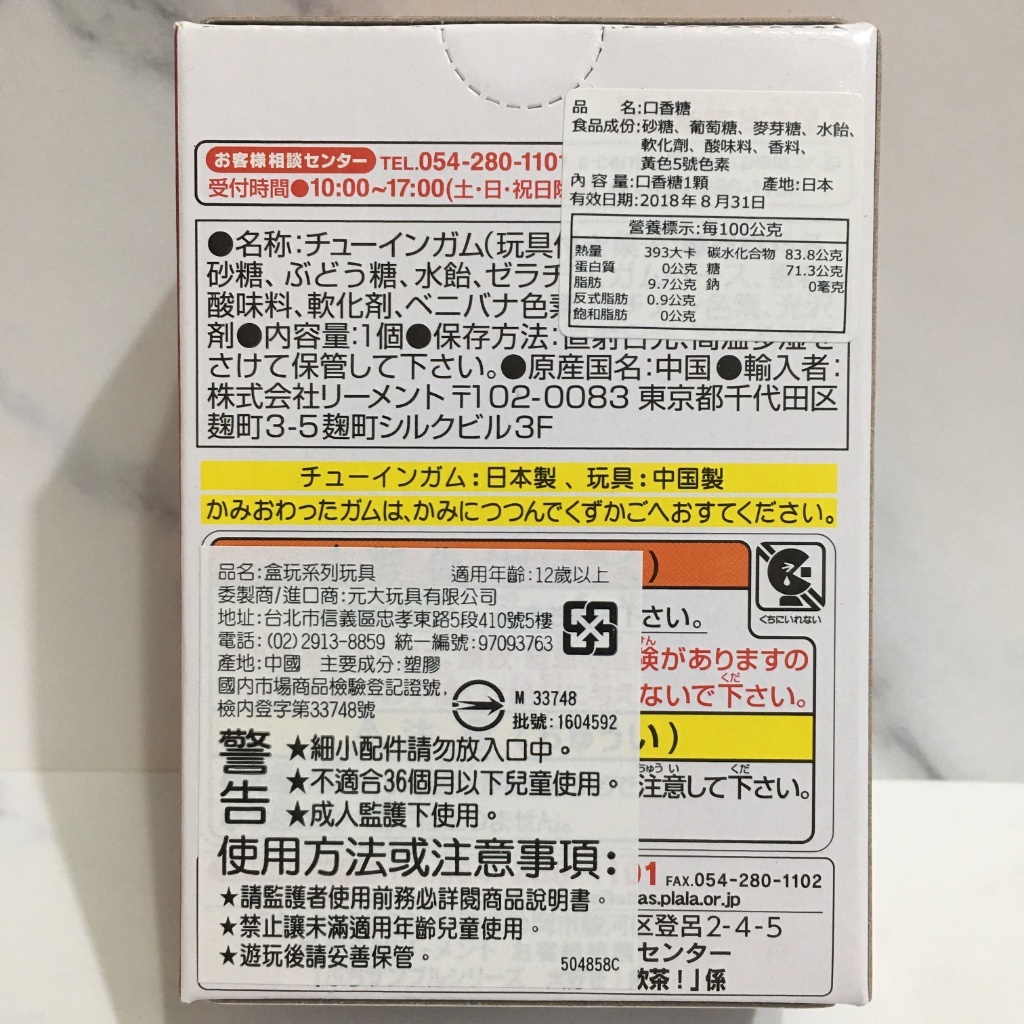 品 名:口香糖
食品成份:砂糖、葡萄糖、麥芽糖、水飴、
軟化劑、酸味料、香料、
黃色5號色素
內 容 量:口香糖1顆 產地:日本
有效日期:2018年8月31日
營養標示:每100公克
熱量 393大卡 碳水化合物 83.8公克
蛋白質 0公克 糖 71.3公克
脂肪 9.7公克 鈉 0毫克
反式脂肪 0.9公克
飽和脂肪 0公克
お客様相談センター TEL.054-280-1101
受付時間●10:00~17:00(土・日・祝日除
●名称:チューインガム(玩具付
砂糖、ぶどう糖、水飴、ゼラチ
酸味料、軟化剤、ベニバナ色素
剤●内容量:1個●保存方法:直射日光、高温多湿を
さけて保管して下さい。●原産国名:中国●輸入者:
株式会社リーメント〒102-0083 東京都千代田区
麹町3-5麹町シルクビル3F
チューインガム:日本製、玩具:中国製
かみおわったガムは、かみにつつんでくずかごへおすてください。
くちにいれない
さい。
険がありますの
ないで下さい。
い)
注意して下さい。
品名:盒玩系列玩具 適用年齡:12歲以上
委製商/進口商:元大玩具有限公司
地址:台北市信義區忠孝東路5段410號5樓
電話:(02)2913-8859 統一編號:97093763
產地:中國 主要成分:塑膠
國內市場商品檢驗登記證號,
檢內登字第33748號
M 33748
批號:1604592
警告
★細小配件請勿放入口中。
★不適合36個月以下兒童使用。
★成人監護下使用。
使用方法或注意事項:
★請監護者使用前務必詳閱商品說明書。
★禁止讓未滿適用年齡兒童使用。
★遊玩後請妥善保管。
504858C
01 FAX.054-280-1102
as.plala.or.jp
区登呂2-4-5
センター
飲茶!」係